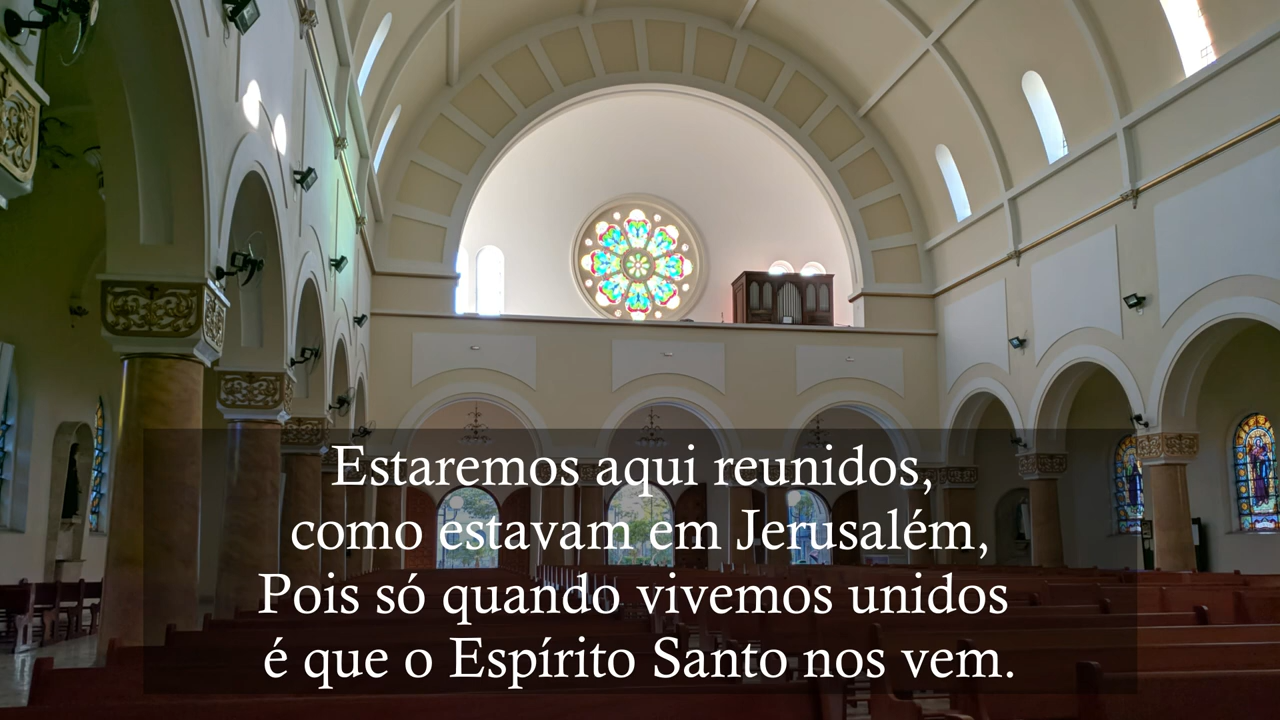 Estaremos aqui reunidos,
como estavam em Jerusalém,
Pois só quando vivemos unidos
é que o Espírito Santo nos vem.